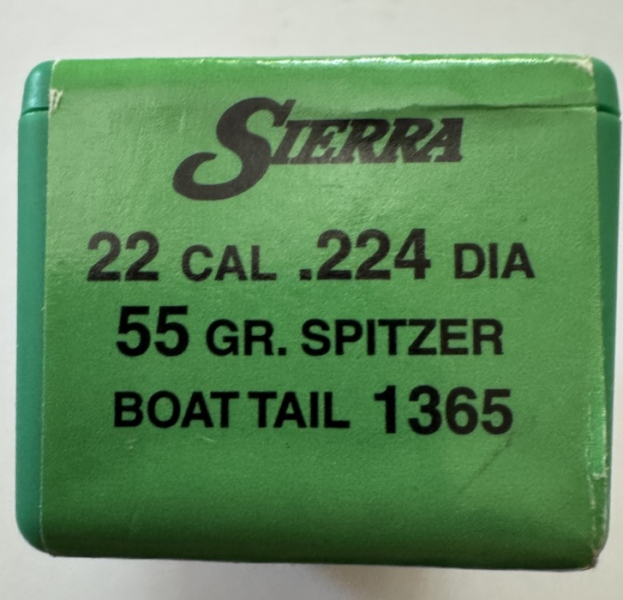 SIERRA
22 CAL .224 DIA
55 GR. SPITZER
BOAT TAIL 1365